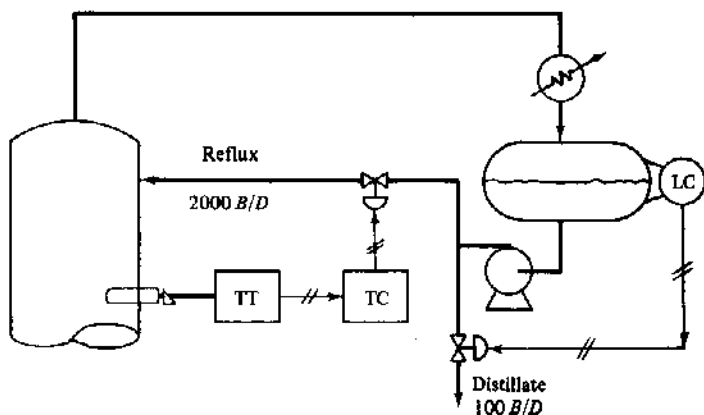 Reflux
2000 B/D
LC
TT
TC
Distillate
100 B/D